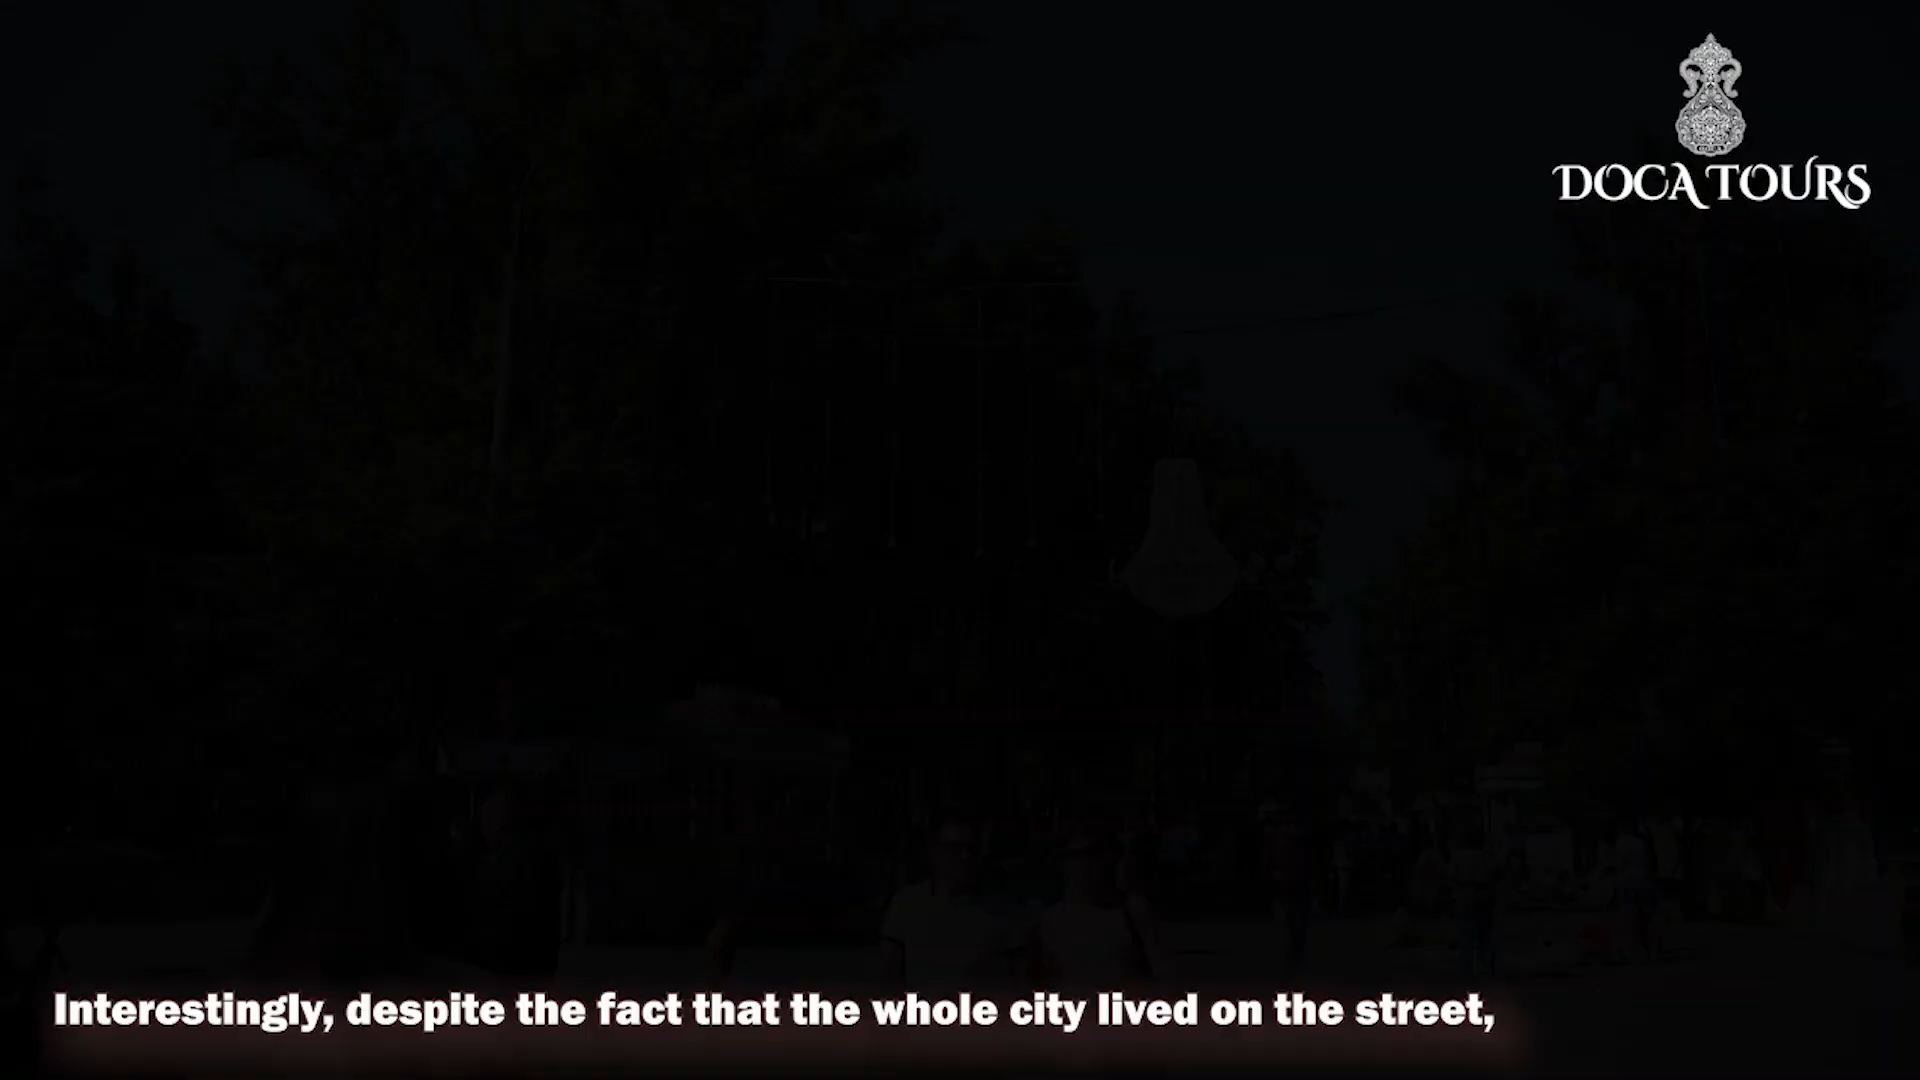 DOCA TOURS
Interestingly, despite the fact that the whole city lived on the street,